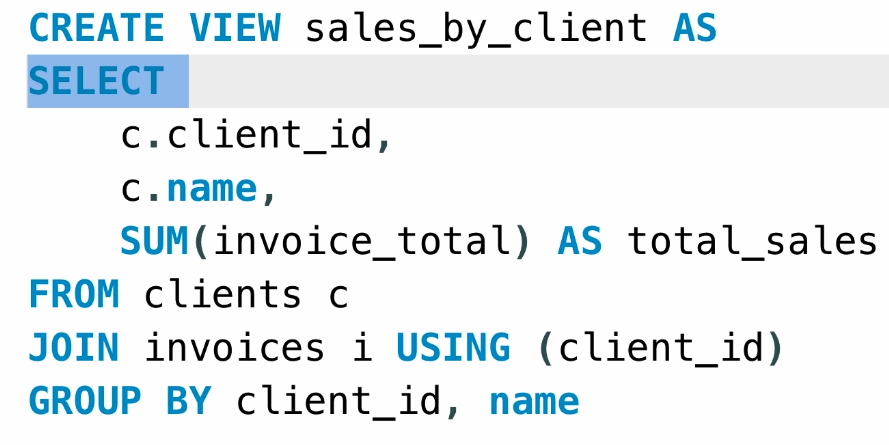 CREATE VIEW sales_by_client AS
SELECT
    c.client_id,
    c.name,
    SUM(invoice_total) AS total_sales
FROM clients c
JOIN invoices i USING (client_id)
GROUP BY client_id, name